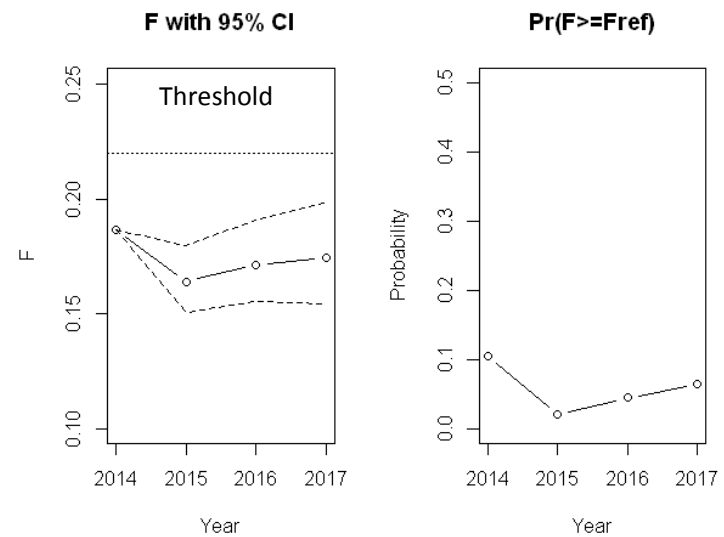 F with 95% CI
Threshold
0.25
0.20
0.15
0.10
F
2014 2015 2016 2017
Year
Pr(F>=Fref)
0.5
0.4
0.3
0.2
0.1
0.0
Probability
2014 2015 2016 2017
Year